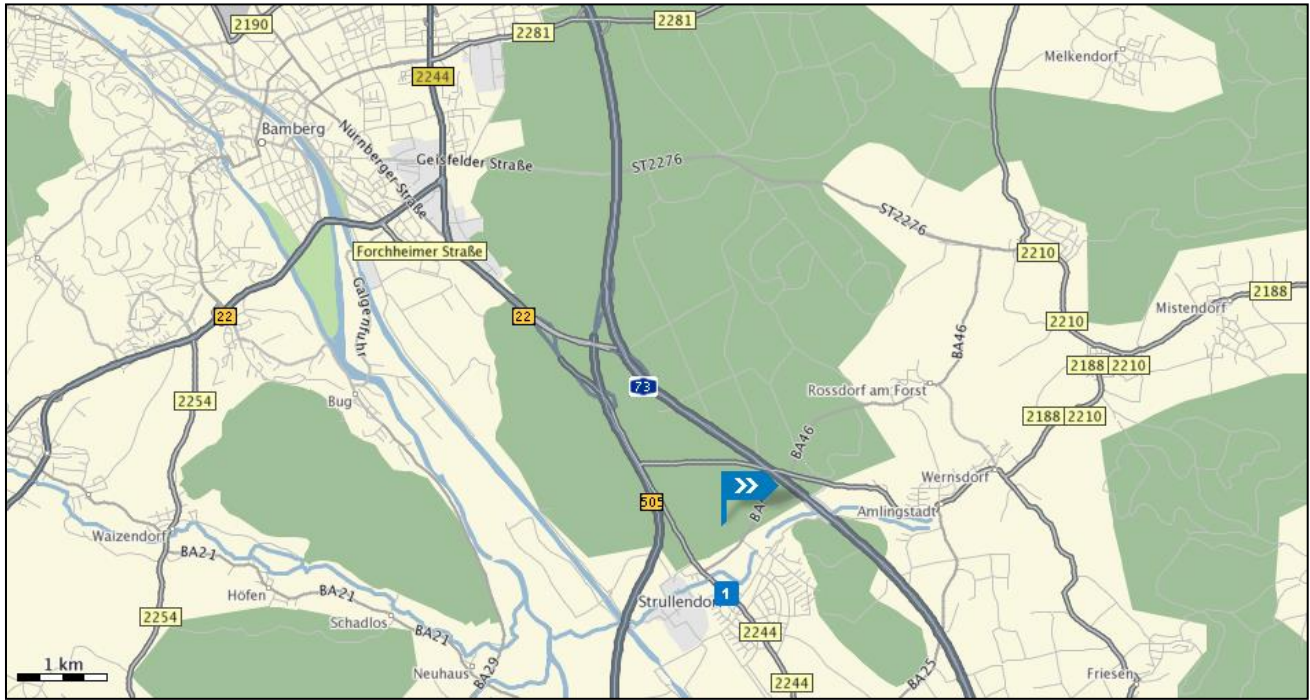 2190
2281
2281
Melkendorf
2244
Bamberg
Nürnberger Straße
Geisfelder Straße
ST2276
ST2276
Forchheimer Straße
2210
2188
Mistendorf
Galgenfuhr
22
22
2210
BA46
2188 2210
73
Rossdorf am Forst
Bug
2254
2188 2210
BA46
Wernsdorf
505
Amlingstadt
Waizendorf
BA21
Höfen
BA21
1
Strullendorf
Schadlos
BA21
2254
2244
1 km
Neuhaus
BA29
2244
BA25
Friesen